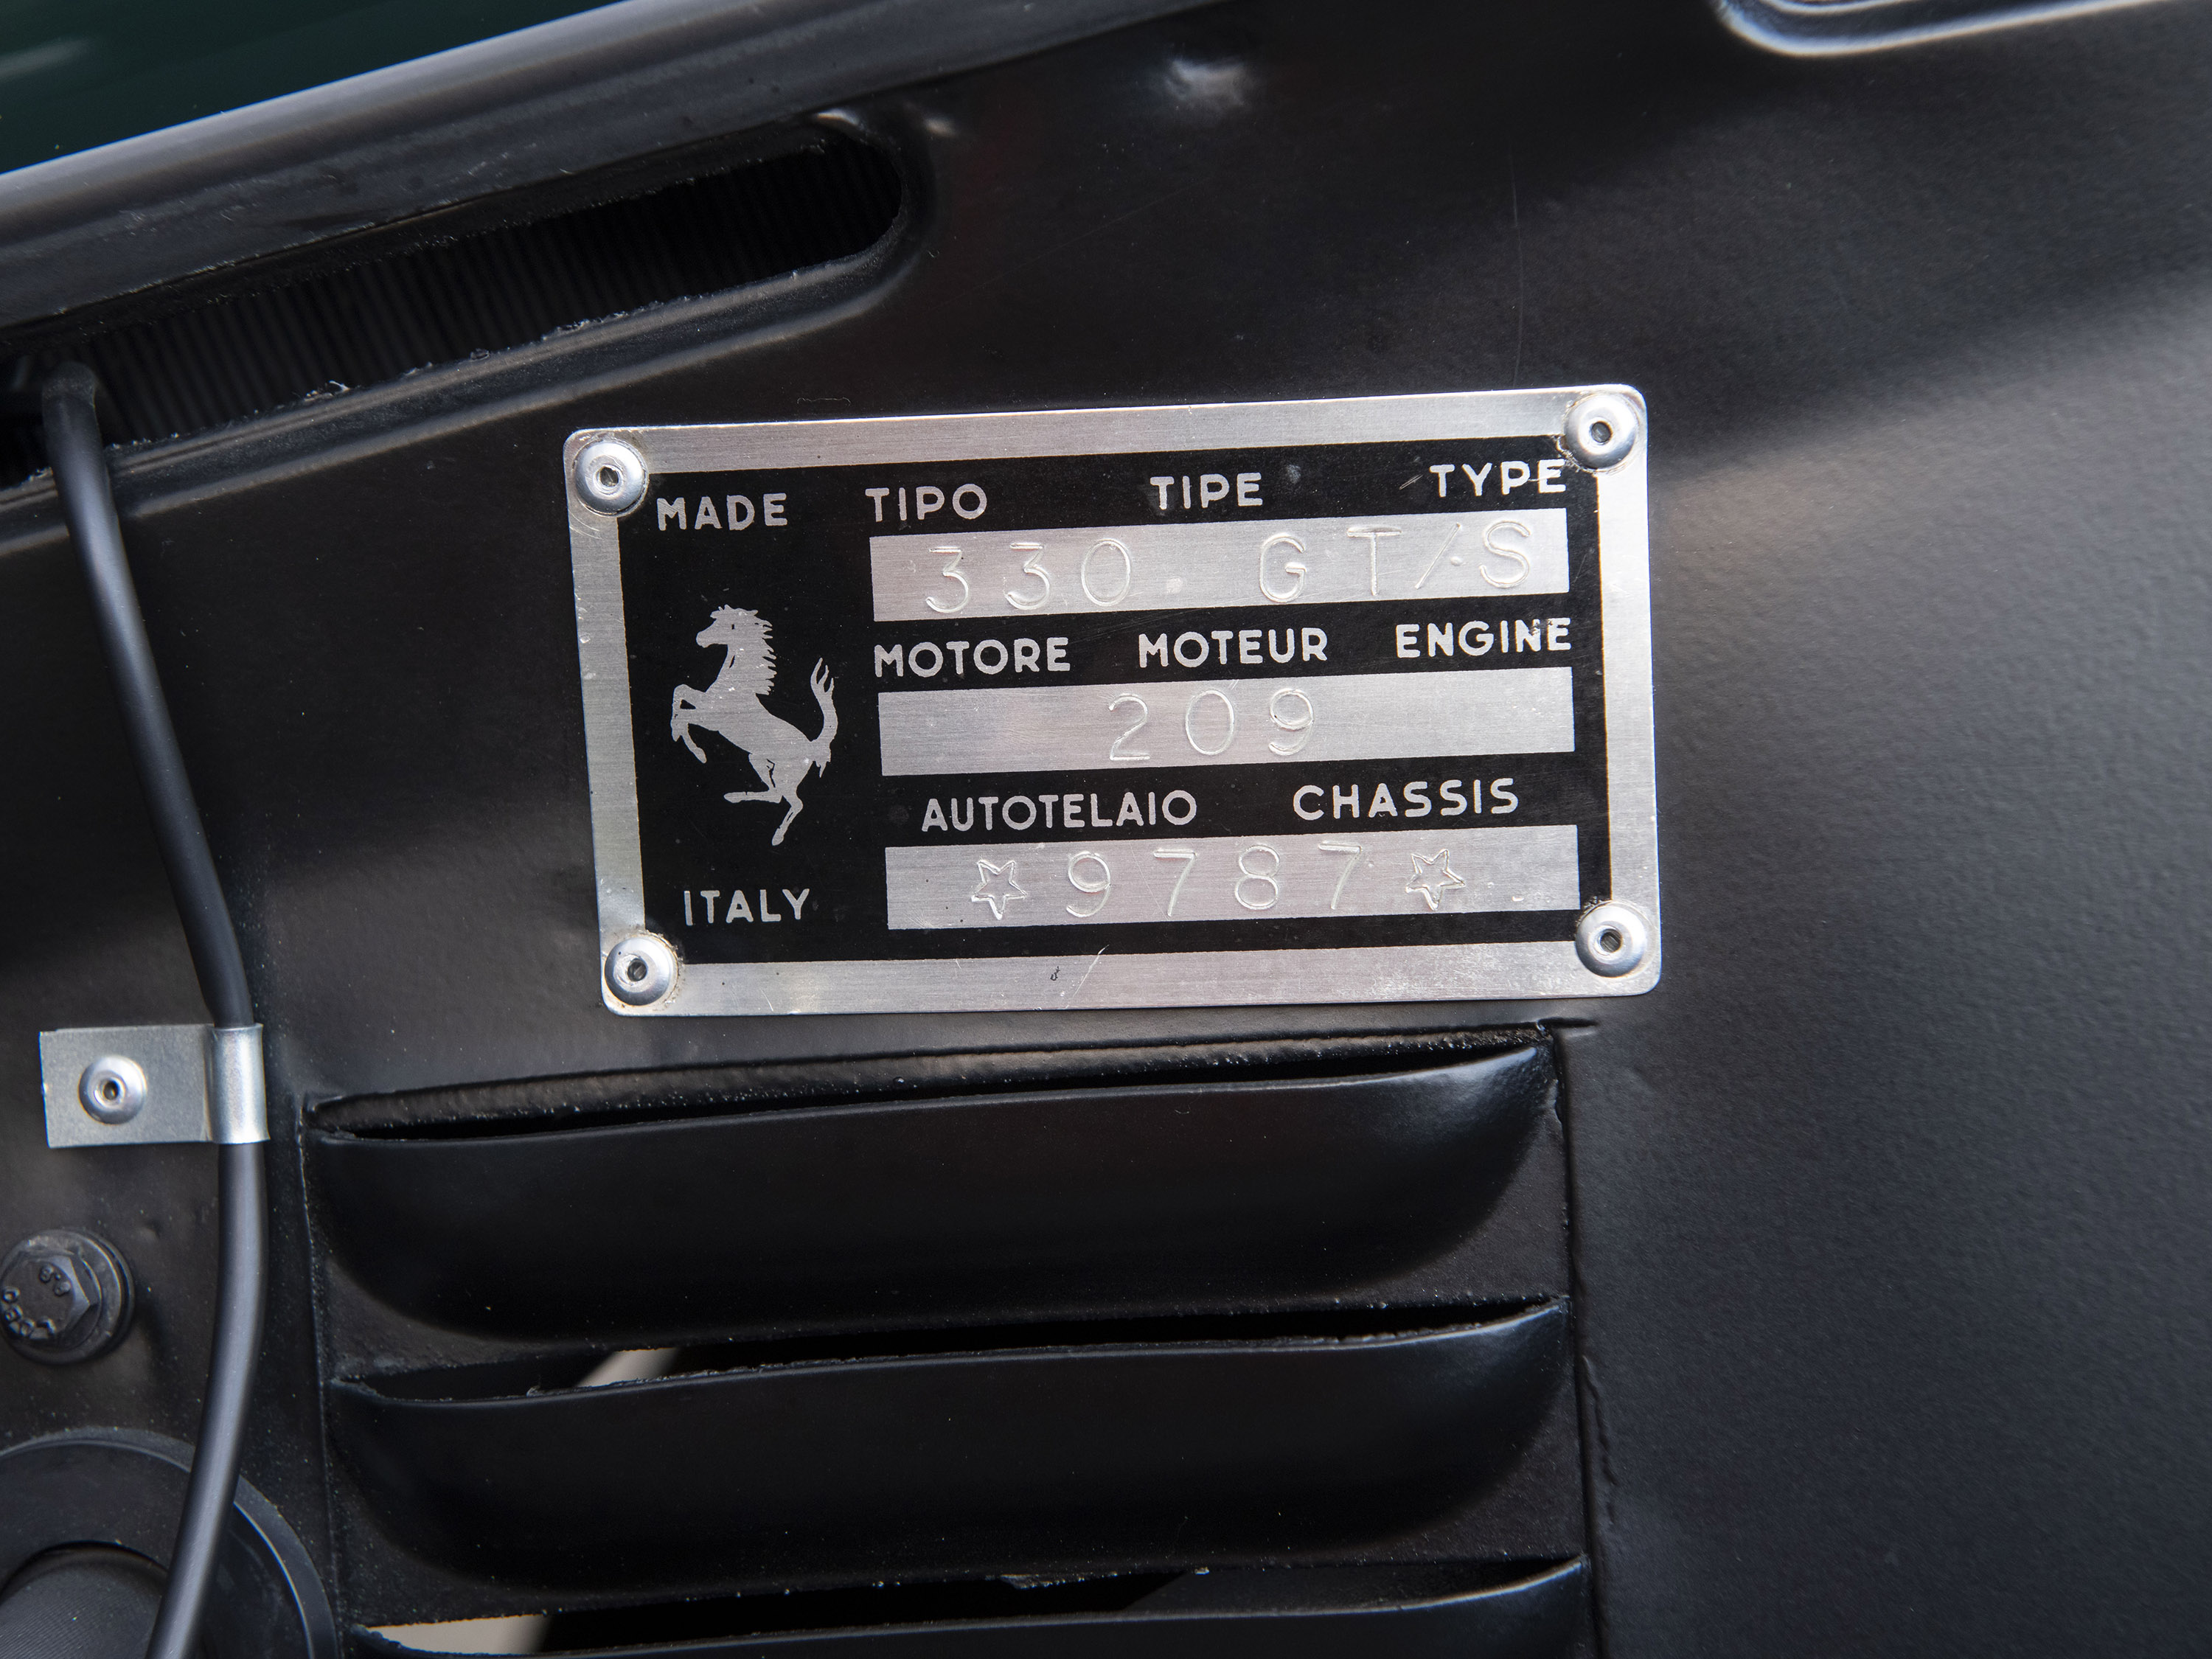 MADE TIPO TIPE TYPE
330 GT/S
MOTORE MOTEUR ENGINE
209
AUTOTELAIO CHASSIS
☆9787☆
ITALY